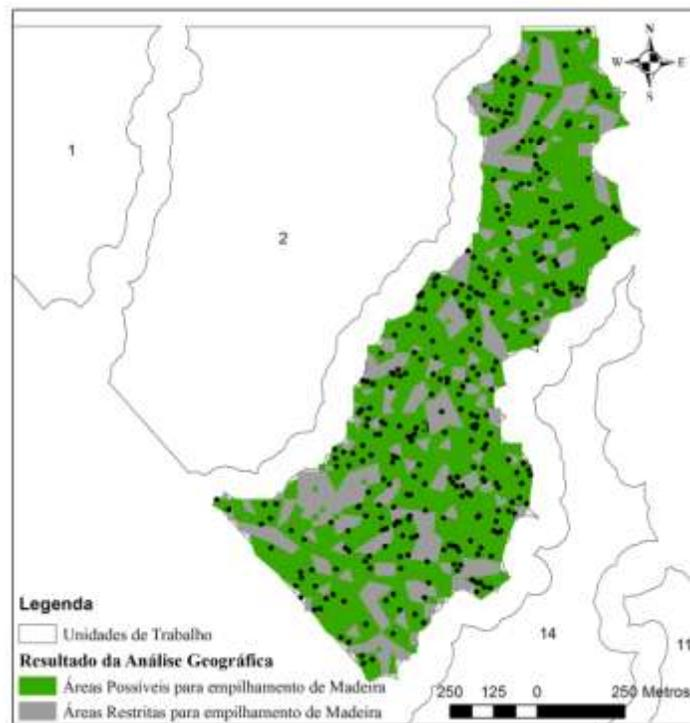 N
W E
S
1
2
Legenda
Unidades de Trabalho
Resultado da Análise Geográfica
Áreas Possíveis para empilhamento de Madeira
Áreas Restritas para empilhamento de Madeira
14
11
250 125 0 250 Metros